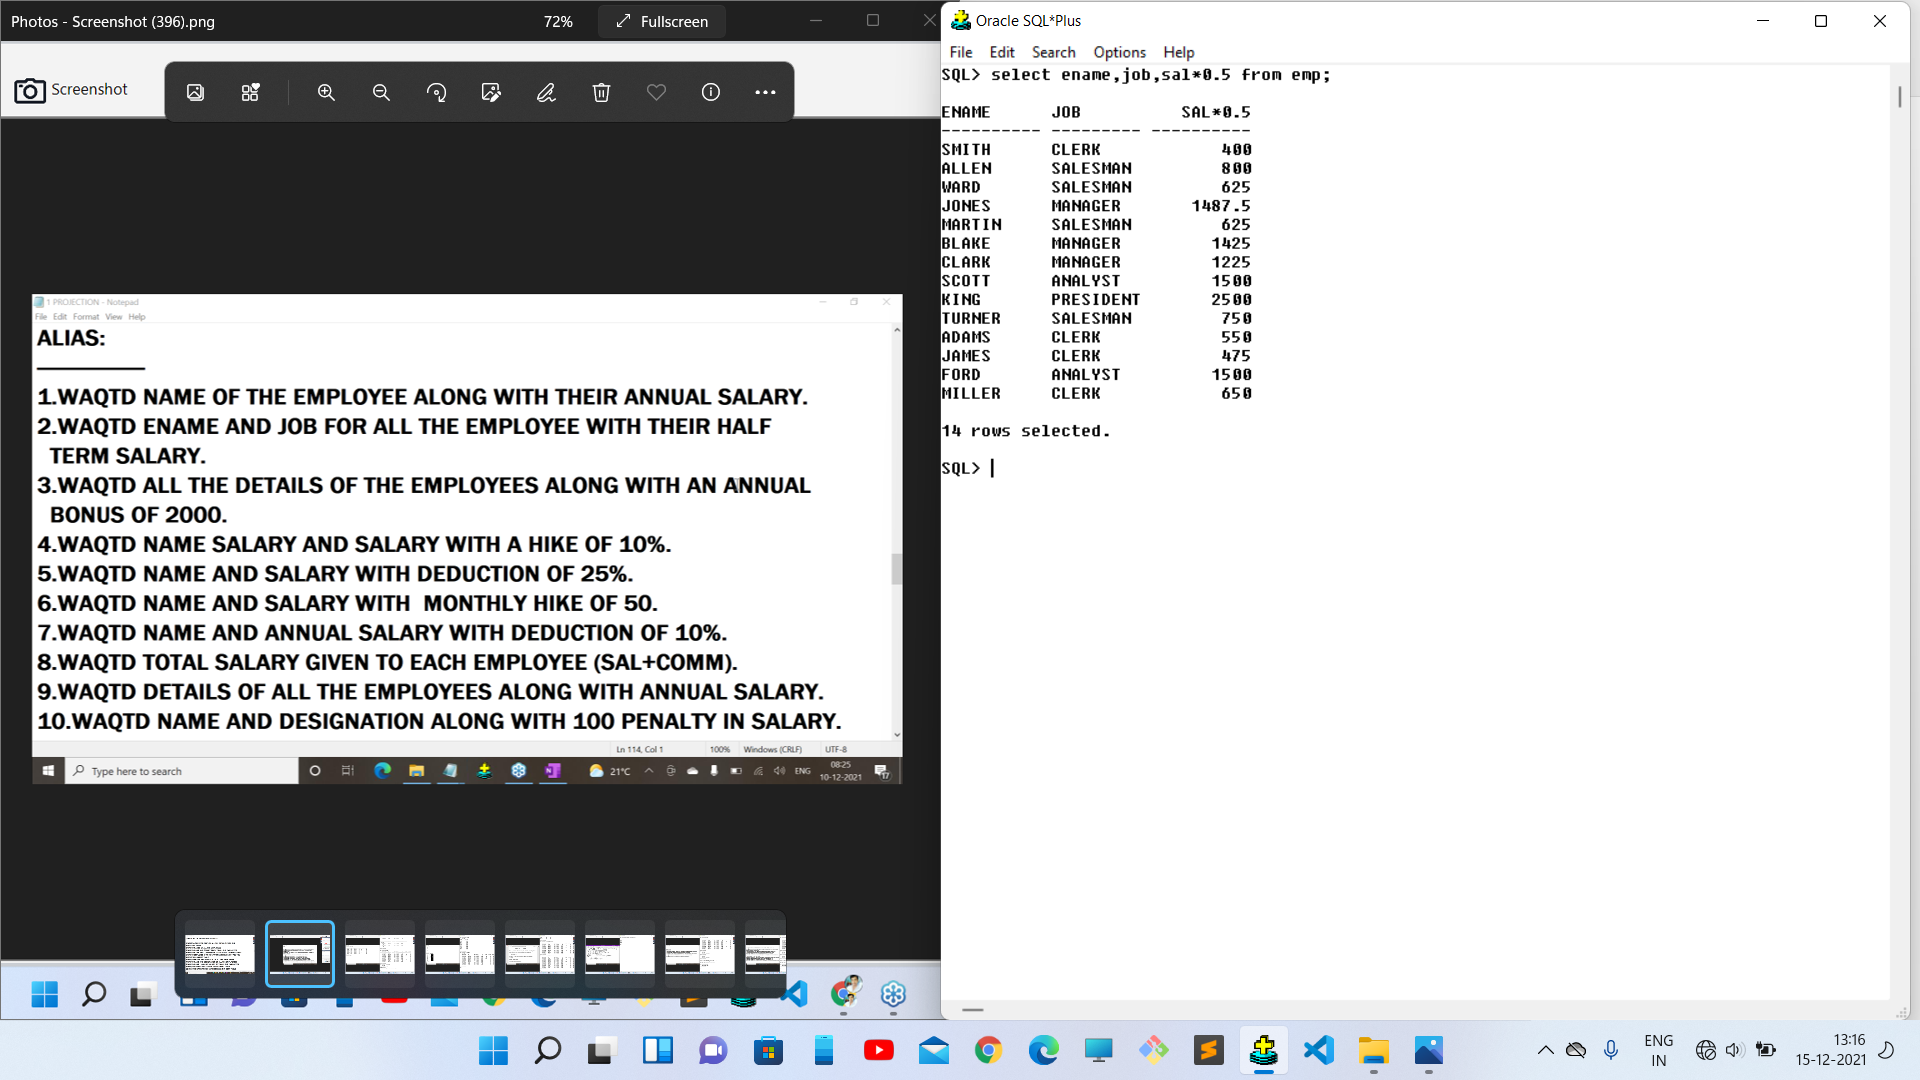 Photos - Screenshot (396).png
72%
Fullscreen
Screenshot
1 PROJECTION - Notepad
File Edit Format View Help
ALIAS:
1.WAQTD NAME OF THE EMPLOYEE ALONG WITH THEIR ANNUAL SALARY.
2.WAQTD ENAME AND JOB FOR ALL THE EMPLOYEE WITH THEIR HALF
TERM SALARY.
3.WAQTD ALL THE DETAILS OF THE EMPLOYEES ALONG WITH AN ANNUAL
BONUS OF 2000.
4.WAQTD NAME SALARY AND SALARY WITH A HIKE OF 10%.
5.WAQTD NAME AND SALARY WITH DEDUCTION OF 25%.
6.WAQTD NAME AND SALARY WITH  MONTHLY HIKE OF 50.
7.WAQTD NAME AND ANNUAL SALARY WITH DEDUCTION OF 10%.
8.WAQTD TOTAL SALARY GIVEN TO EACH EMPLOYEE (SAL+COMM).
9.WAQTD DETAILS OF ALL THE EMPLOYEES ALONG WITH ANNUAL SALARY.
10.WAQTD NAME AND DESIGNATION ALONG WITH 100 PENALTY IN SALARY.
Ln 114, Col 1 100% Windows (CRLF) UTF-8
Type here to search
21°C
ENG
08:25
10-12-2021
17
Oracle SQL*Plus
File Edit Search Options Help
SQL> select ename,job,sal*0.5 from emp;
ENAME      JOB          SAL*0.5
---------- --------- ----------
SMITH      CLERK            400
ALLEN      SALESMAN         800
WARD       SALESMAN         625
JONES      MANAGER       1487.5
MARTIN     SALESMAN         625
BLAKE      MANAGER         1425
CLARK      MANAGER         1225
SCOTT      ANALYST         1500
KING       PRESIDENT       2500
TURNER     SALESMAN         750
ADAMS      CLERK            550
JAMES      CLERK            475
FORD       ANALYST         1500
MILLER     CLERK            650
14 rows selected.
SQL>
ENG
IN
13:16
15-12-2021